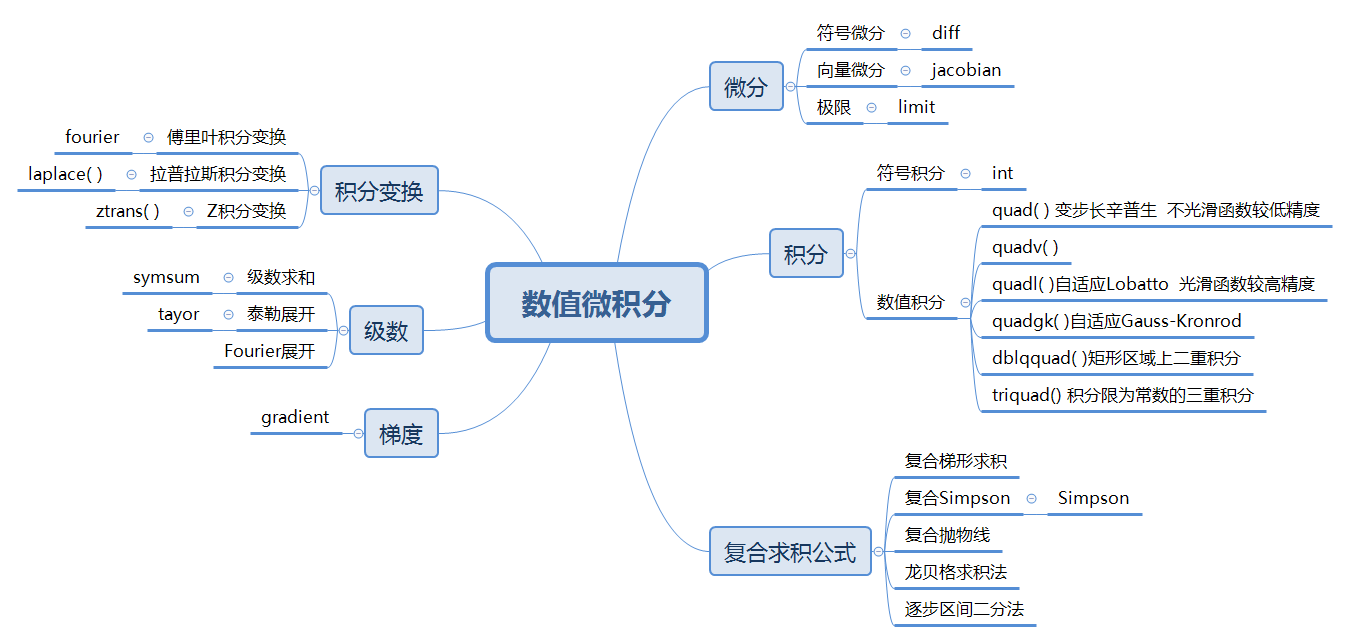 数值微积分
微分
符号微分
diff
向量微分
jacobian
极限
limit
积分
符号积分
int
数值积分
quad( ) 变步长辛普生 不光滑函数较低精度
quadv( )
quadl( )自适应Lobatto 光滑函数较高精度
quadgk( )自适应Gauss-Kronrod
dblqquad( )矩形区域上二重积分
triquad() 积分限为常数的三重积分
复合求积公式
复合梯形求积
复合Simpson
Simpson
复合抛物线
龙贝格求积法
逐步区间二分法
积分变换
fourier
傅里叶积分变换
laplace( )
拉普拉斯积分变换
ztrans( )
Z积分变换
级数
symsum
级数求和
tayor
泰勒展开
Fourier展开
梯度
gradient